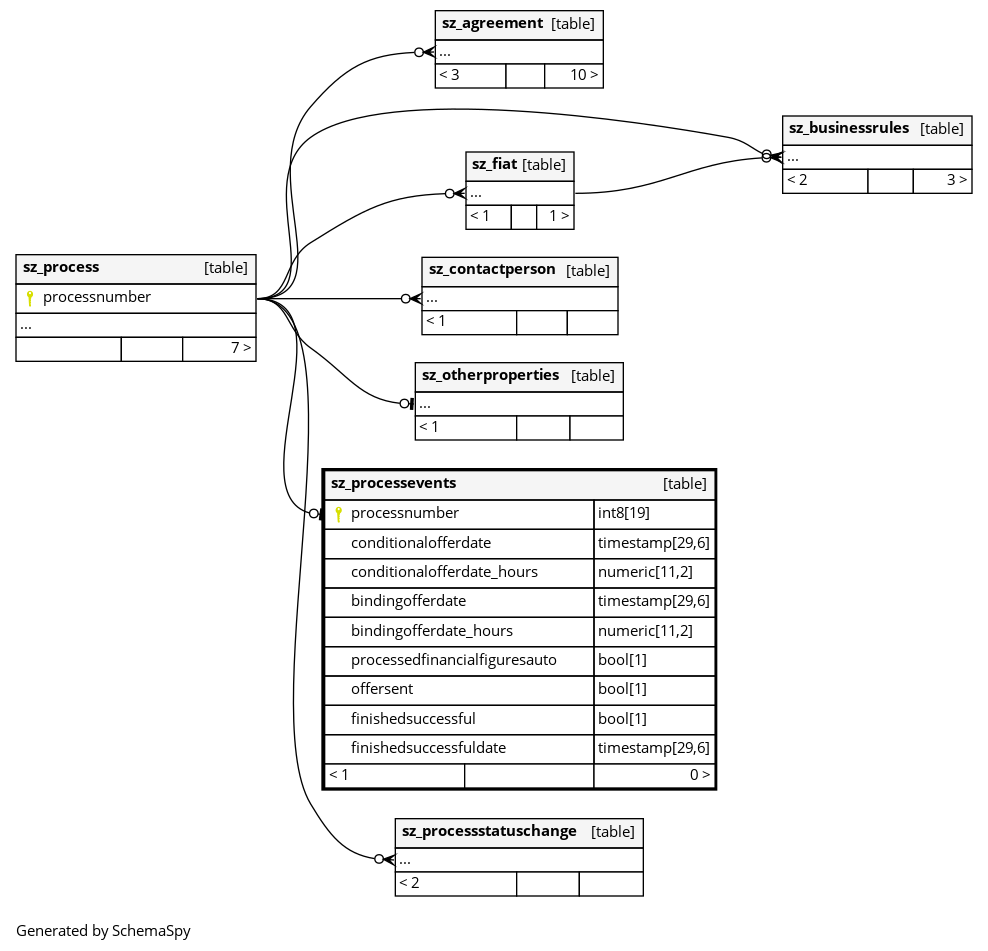 sz_agreement [table]
...
< 3 10 >
sz_businessrules [table]
...
< 2 3 >
sz_fiat [table]
...
< 1 1 >
sz_process [table]
processnumber
...
7 >
sz_contactperson [table]
...
< 1
sz_otherproperties [table]
...
< 1
sz_processevents [table]
processnumber int8[19]
conditionalofferdate timestamp[29,6]
conditionalofferdate_hours numeric[11,2]
bindingofferdate timestamp[29,6]
bindingofferdate_hours numeric[11,2]
processedfinancialfiguresauto bool[1]
offersent bool[1]
finishedsuccessful bool[1]
finishedsuccessfuldate timestamp[29,6]
< 1 0 >
sz_processstatuschange [table]
...
< 2
Generated by SchemaSpy